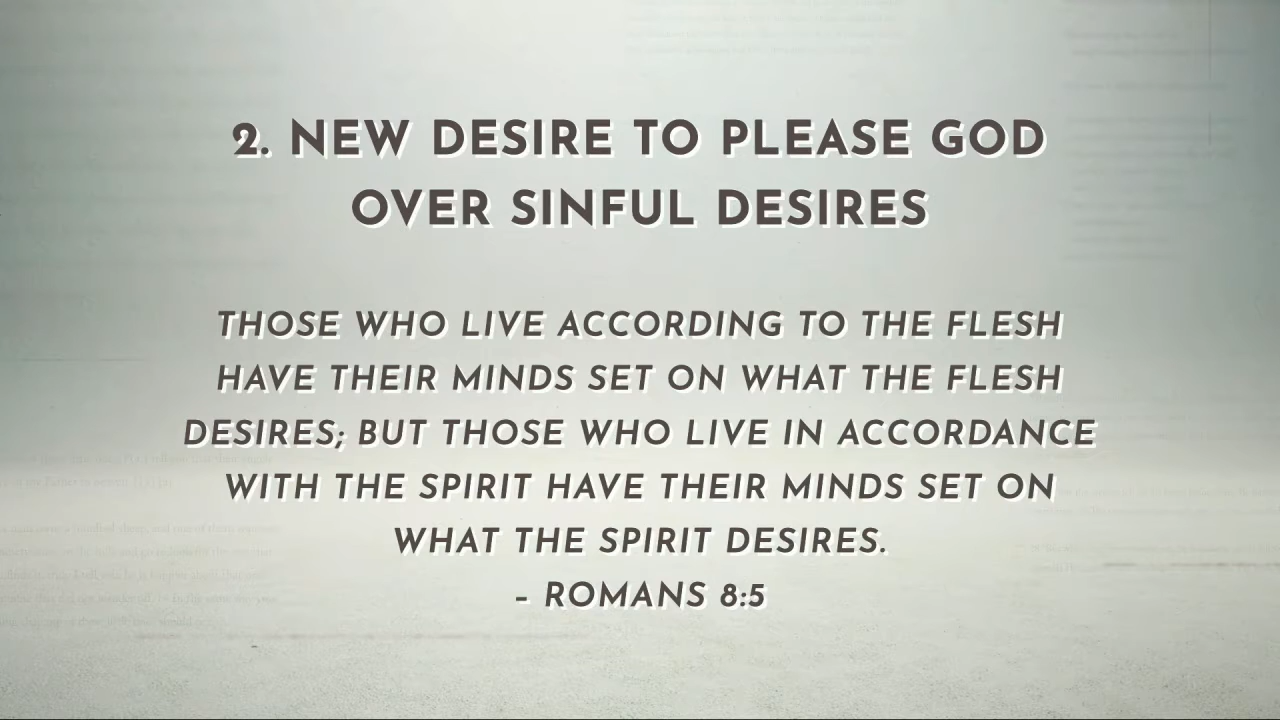 2. NEW DESIRE TO PLEASE GOD
OVER SINFUL DESIRES
THOSE WHO LIVE ACCORDING TO THE FLESH
HAVE THEIR MINDS SET ON WHAT THE FLESH
DESIRES; BUT THOSE WHO LIVE IN ACCORDANCE
WITH THE SPIRIT HAVE THEIR MINDS SET ON
WHAT THE SPIRIT DESIRES.
– ROMANS 8:5